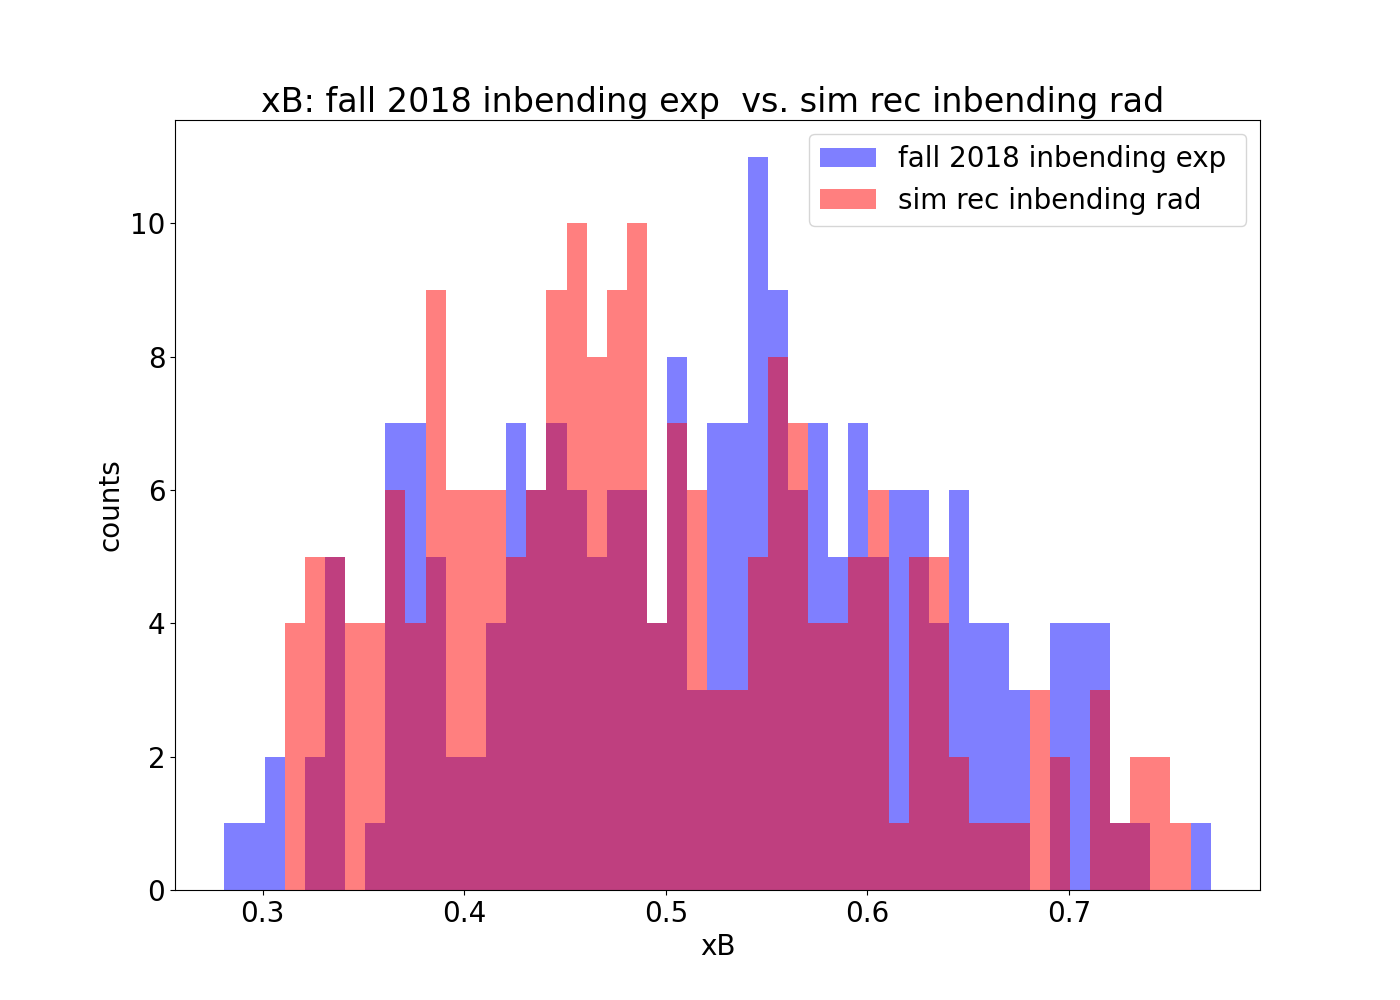 xB: fall 2018 inbending exp  vs. sim rec inbending rad
fall 2018 inbending exp
sim rec inbending rad
10
8
6
4
2
0
counts
0.3 0.4 0.5 0.6 0.7
xB